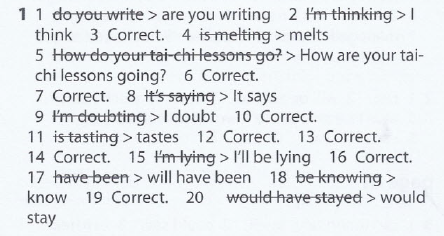 1 1 do you write > are you writing 2 I'm thinking > I
think 3 Correct. 4 is melting > melts
5 How do your tai-chi lessons go? > How are your tai-
chi lessons going? 6 Correct.
7 Correct. 8 It's saying > It says
9 I'm doubting > I doubt 10 Correct.
11 is tasting > tastes 12 Correct. 13 Correct.
14 Correct. 15 I'm lying > I'll be lying 16 Correct.
17 have been > will have been 18 be knowing >
know 19 Correct. 20 would have stayed > would
stay